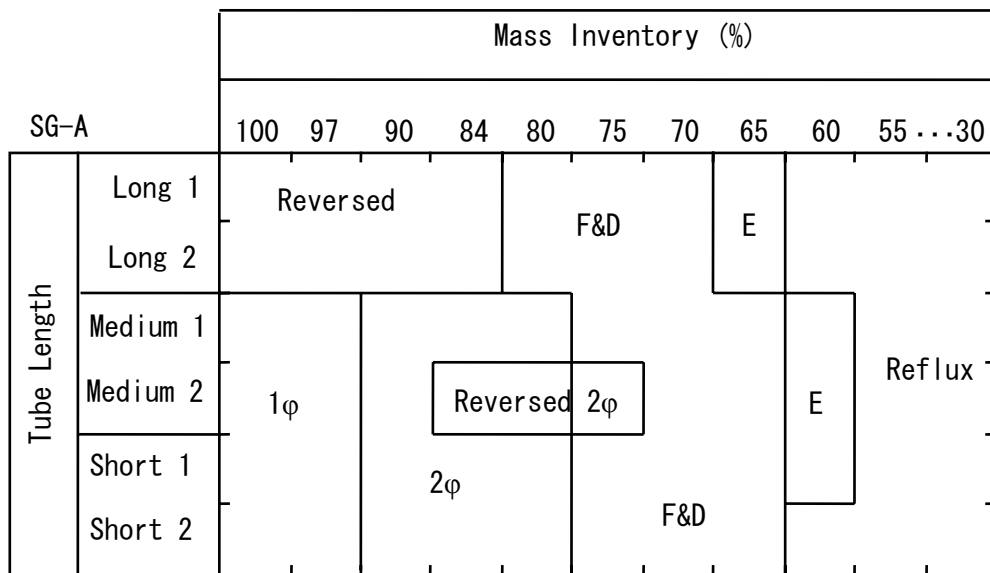 Mass Inventory (%)
SG-A 100 97 90 84 80 75 70 65 60 55 ···30
Tube Length
Long 1
Reversed
F&D
E
Long 2
Medium 1
Medium 2
Reversed 2φ
Reflux
1φ
E
Short 1
2φ
Short 2
F&D